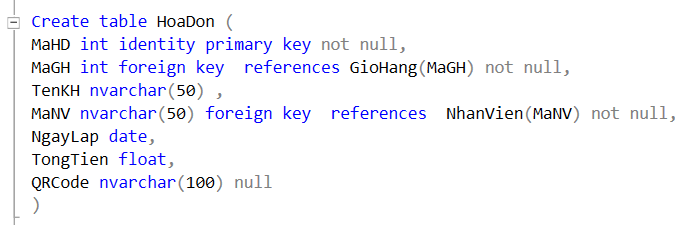 Create table HoaDon (
MaHD int identity primary key not null,
MaGH int foreign key  references GioHang(MaGH) not null,
TenKH nvarchar(50) ,
MaNV nvarchar(50) foreign key  references  NhanVien(MaNV) not null,
NgayLap date,
TongTien float,
QRCode nvarchar(100) null
)